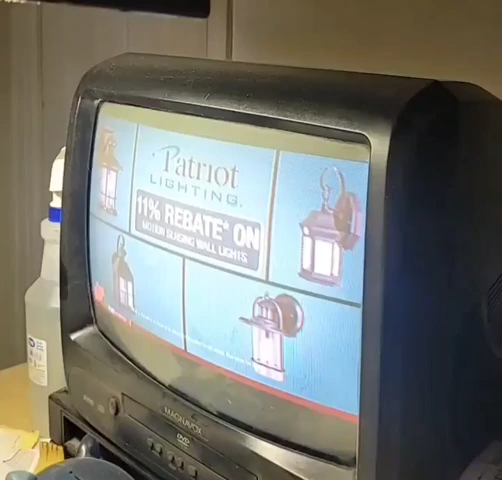 Patriot
LIGHTING.
11% REBATE* ON
MOTION SENSING WALL LIGHTS
MAGNAVOX
DVD